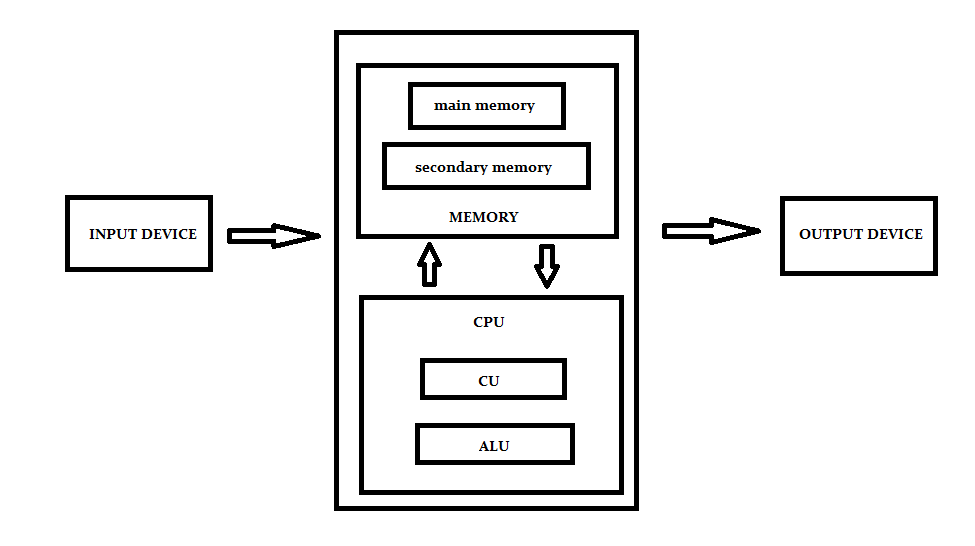 main memory
secondary memory
MEMORY
INPUT DEVICE
OUTPUT DEVICE
CPU
CU
ALU